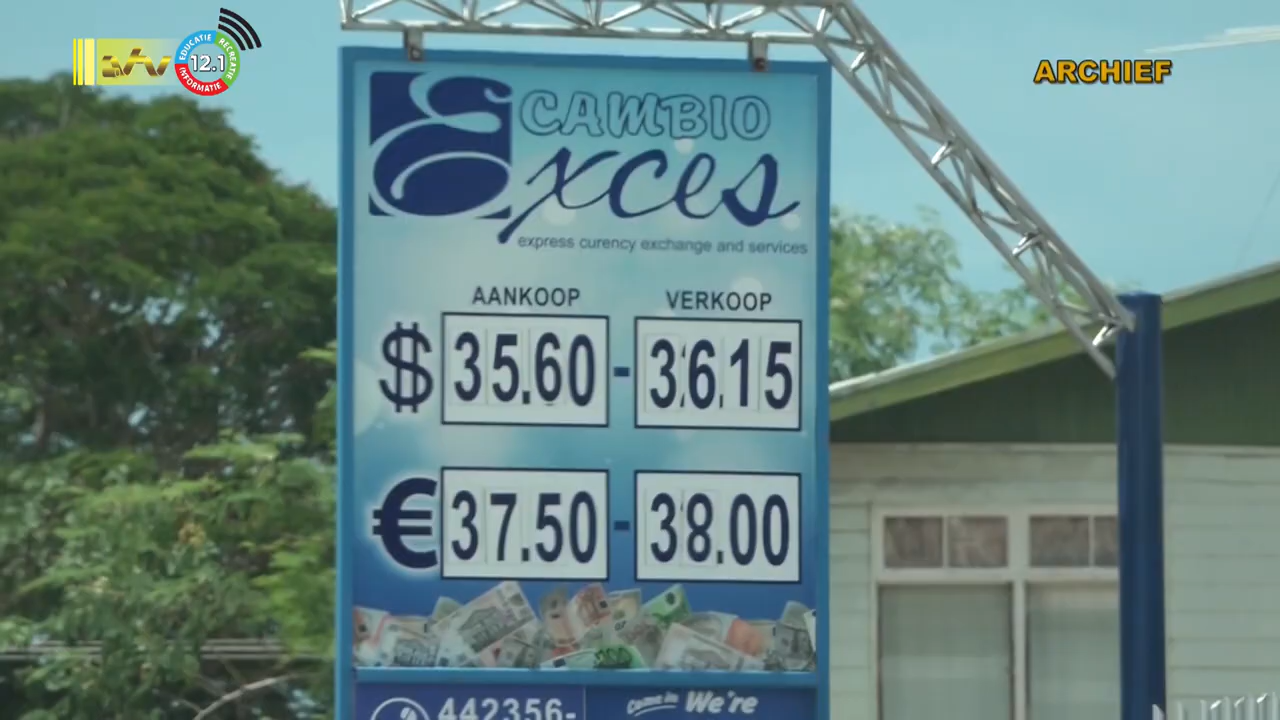 EDUCATIE
RECREATIE
INFORMATIE
12.1
ARCHIEF
CAMBIO
Exces
express curency exchange and services
AANKOOP VERKOOP
$ 35.60 - 36.15
€ 37.50 - 38.00
442356-
Come in We're